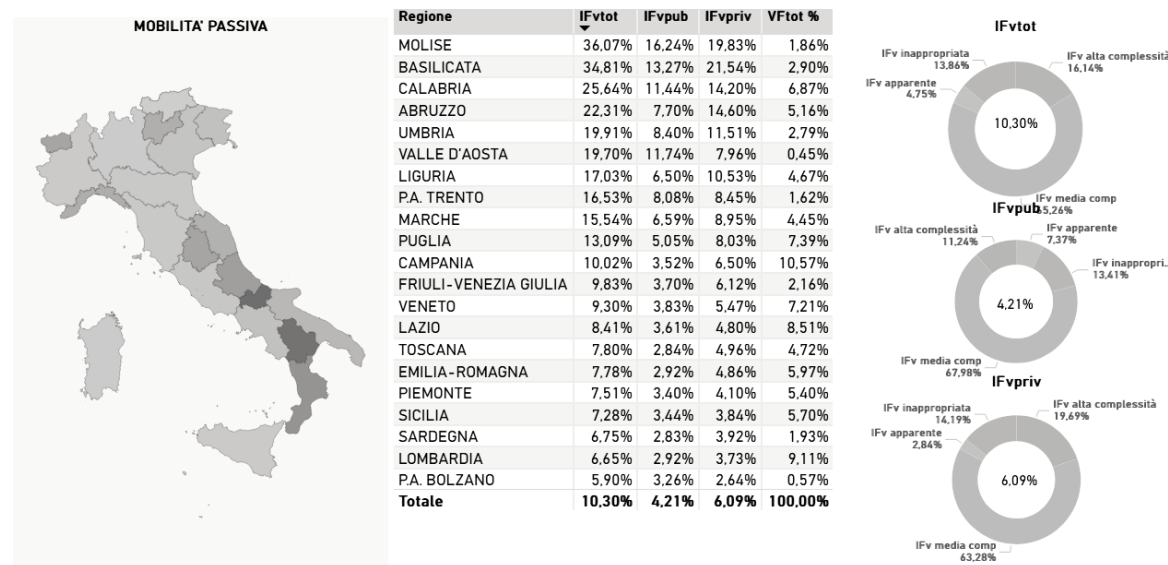 MOBILITA' PASSIVA
Regione IFvtot IFvpub IFvpriv VFtot %
MOLISE 36,07% 16,24% 19,83% 1,86%
BASILICATA 34,81% 13,27% 21,54% 2,90%
CALABRIA 25,64% 11,44% 14,20% 6,87%
ABRUZZO 22,31% 7,70% 14,60% 5,16%
UMBRIA 19,91% 8,40% 11,51% 2,79%
VALLE D'AOSTA 19,70% 11,74% 7,96% 0,45%
LIGURIA 17,03% 6,50% 10,53% 4,67%
P.A. TRENTO 16,53% 8,08% 8,45% 1,62%
MARCHE 15,54% 6,59% 8,95% 4,45%
PUGLIA 13,09% 5,05% 8,03% 7,39%
CAMPANIA 10,02% 3,52% 6,50% 10,57%
FRIULI-VENEZIA GIULIA 9,83% 3,70% 6,12% 2,16%
VENETO 9,30% 3,83% 5,47% 7,21%
LAZIO 8,41% 3,61% 4,80% 8,51%
TOSCANA 7,80% 2,84% 4,96% 4,72%
EMILIA-ROMAGNA 7,78% 2,92% 4,86% 5,97%
PIEMONTE 7,51% 3,40% 4,10% 5,40%
SICILIA 7,28% 3,44% 3,84% 5,70%
SARDEGNA 6,75% 2,83% 3,92% 1,93%
LOMBARDIA 6,65% 2,92% 3,73% 9,11%
P.A. BOLZANO 5,90% 3,26% 2,64% 0,57%
Totale 10,30% 4,21% 6,09% 100,00%
IFvtot
IFv inappropriata
13,86%
IFv alta complessità
16,14%
IFv apparente
4,75%
10,30%
IFv media comp
65,26%
IFvpub
IFv alta complessità
11,24%
IFv apparente
7,37%
IFv inappropri...
13,41%
4,21%
IFv media comp
67,98%
IFvpriv
IFv inappropriata
14,19%
IFv alta complessità
19,69%
IFv apparente
2,84%
6,09%
IFv media comp
63,28%